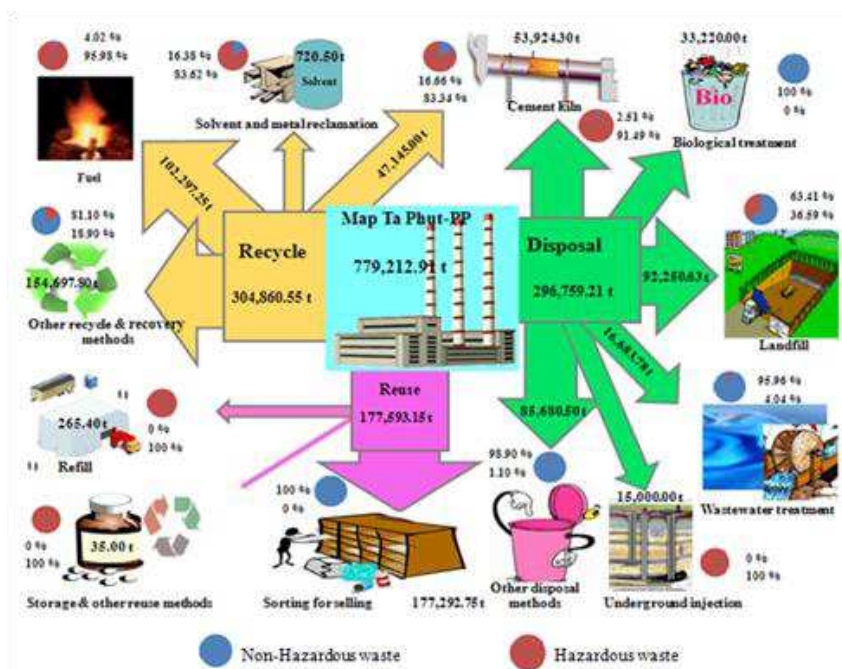 4.02 %
95.98 %
Fuel
16.38 %
83.62 %
720.50 t
Solvent
Solvent and metal reclamation
16.66 %
83.34 %
53,924.30 t
Cement Kiln
2.51 %
91.49 %
33,220.00 t
Bio
Biological treatment
100 %
0 %
102,297.25t
47,145.00t
Recycle
304,860.55 t
Map Ta Phut-PP
779,212.91 t
Disposal
296,759.21 t
81.10 %
18.90 %
154,697.80 t
Other recycle & recovery
methods
63.41 %
36.59 %
92,250.63 t
Landfill
16,683.78t
95.96 %
4.04 %
Wastewater treatment
Reuse
177,593.15 t
85,680.50 t
265.40 t
Refill
0 %
100 %
35.00 t
0 %
100 %
Storage & other reuse methods
100 %
0 %
Sorting for selling
177,292.75 t
98.90 %
1.10 %
Other disposal
methods
15,000.00 t
Underground injection
0 %
100 %
Non-Hazardous waste
Hazardous waste